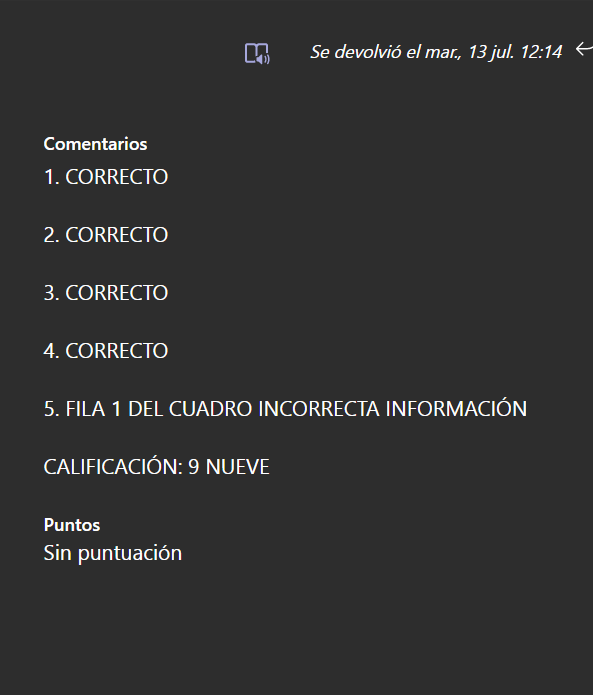 Se devolvió el mar., 13 jul. 12:14
Comentarios
1. CORRECTO
2. CORRECTO
3. CORRECTO
4. CORRECTO
5. FILA 1 DEL CUADRO INCORRECTA INFORMACIÓN
CALIFICACIÓN: 9 NUEVE
Puntos
Sin puntuación